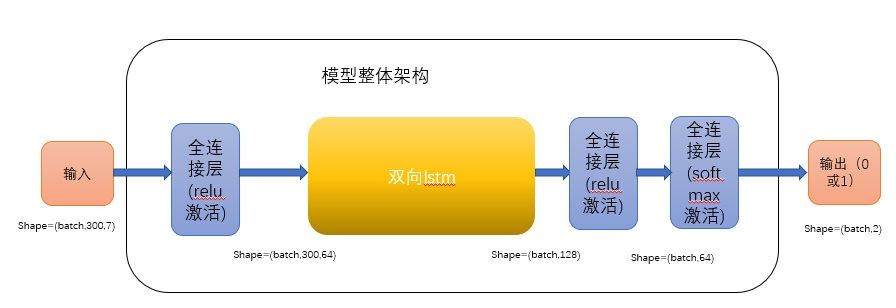 模型整体架构
输入
全连
接层
(relu
激活)
双向lstm
全连
接层
(relu
激活)
全连
接层
(soft
max
激活)
输出（0
或1）
Shape=(batch,300,7)
Shape=(batch,300,64)
Shape=(batch,128)
Shape=(batch,64)
Shape=(batch,2)